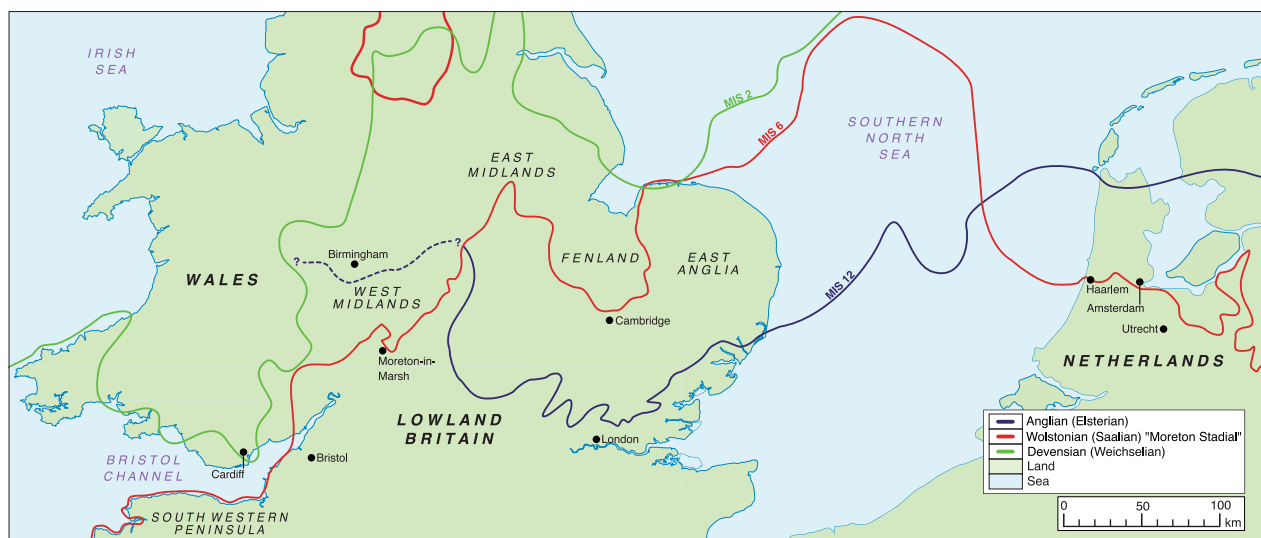 IRISH
SEA
MIS 2
MIS 6
SOUTHERN
NORTH
SEA
EAST
MIDLANDS
?
?
Birmingham
WALES
WEST
MIDLANDS
FENLAND
EAST
ANGLIA
MIS 12
Haarlem
Amsterdam
Cambridge
Utrecht
Moreton-in-
Marsh
NETHERLANDS
LOWLAND
BRITAIN
London
BRISTOL
CHANNEL
Cardiff
Bristol
SOUTH WESTERN
PENINSULA
Anglian (Elsterian)
Wolstonian (Saalian) "Moreton Stadial"
Devensian (Weichselian)
Land
Sea
0 50 100
km